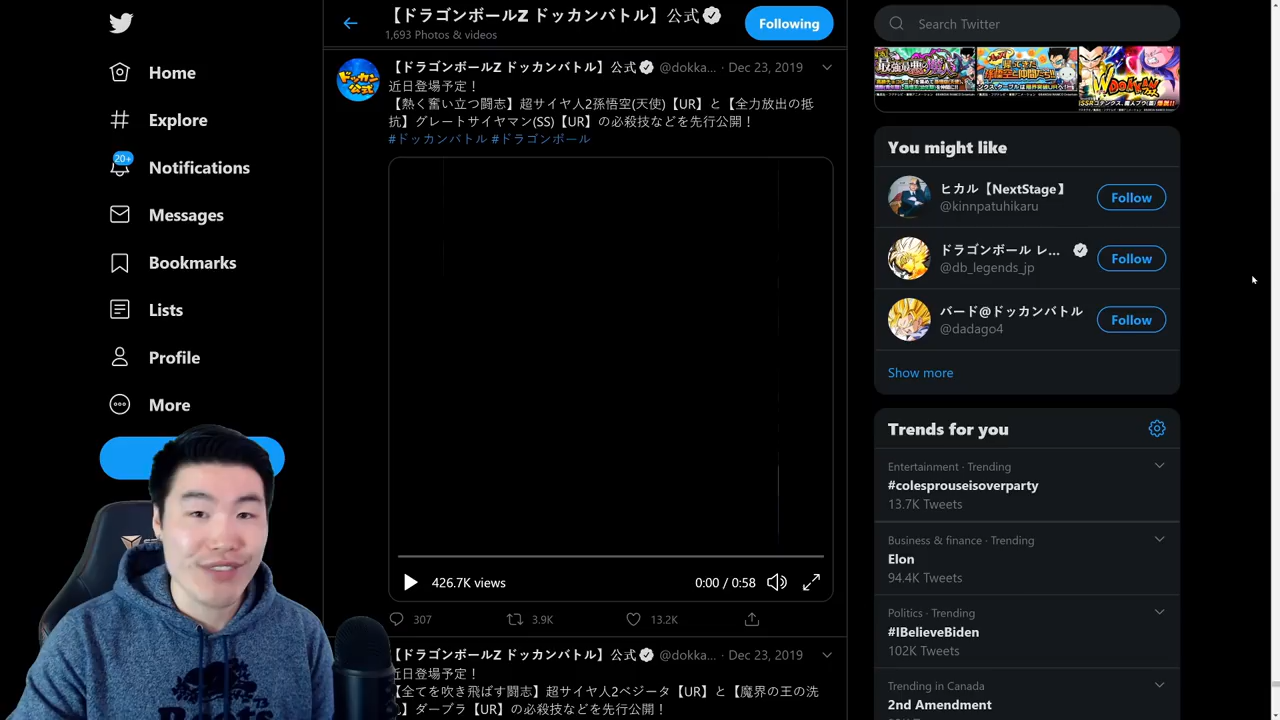 Home
Explore
20+
Notifications
Messages
Bookmarks
Lists
Profile
More
【ドラゴンボールZ ドッカンバトル】公式
1,693 Photos & videos
Following
【ドラゴンボールZ ドッカンバトル】公式 @dokka... · Dec 23, 2019
近日登場予定！
【熱く奮い立つ闘志】超サイヤ人2孫悟空(天使)【UR】と【全力放出の抵
抗】グレートサイヤマン(SS)【UR】の必殺技などを先行公開！
#ドッカンバトル #ドラゴンボール
426.7K views
0:00 / 0:58
307
3.9K
13.2K
【ドラゴンボールZ ドッカンバトル】公式 @dokka... · Dec 23, 2019
近日登場予定！
【全てを吹き飛ばす闘志】超サイヤ人2ベジータ【UR】と【魔界の王の洗
】ダーブラ【UR】の必殺技などを先行公開！
Search Twitter
You might like
ヒカル【NextStage】
@kinnpatuhikaru
Follow
ドラゴンボール レ...
@db_legends_jp
Follow
バード@ドッカンバトル
@dadago4
Follow
Show more
Trends for you
Entertainment · Trending
#colesprouseisoverparty
13.7K Tweets
Business & finance · Trending
Elon
94.4K Tweets
Politics · Trending
#IBelieveBiden
102K Tweets
Trending in Canada
2nd Amendment